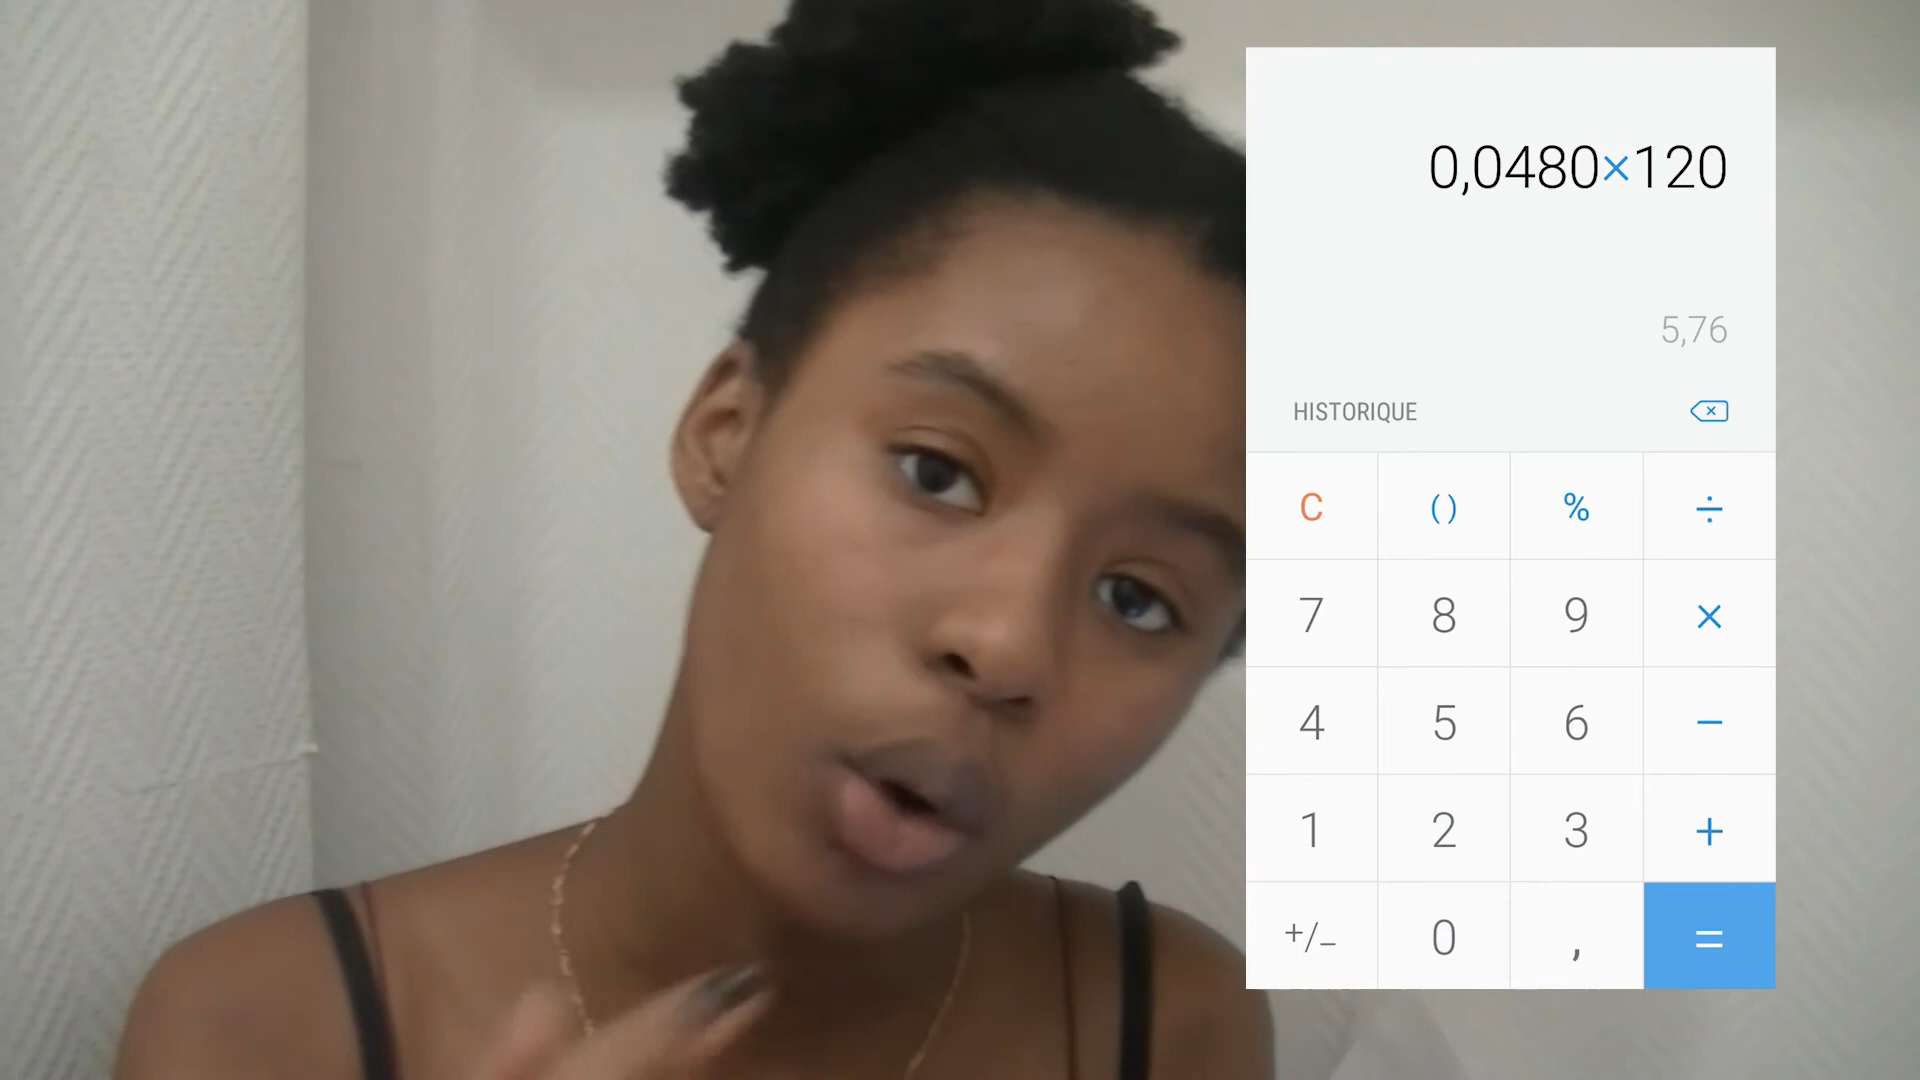 0,0480×120
5,76
HISTORIQUE
C () % ÷
7 8 9 ×
4 5 6 −
1 2 3 +
+/− 0 , =